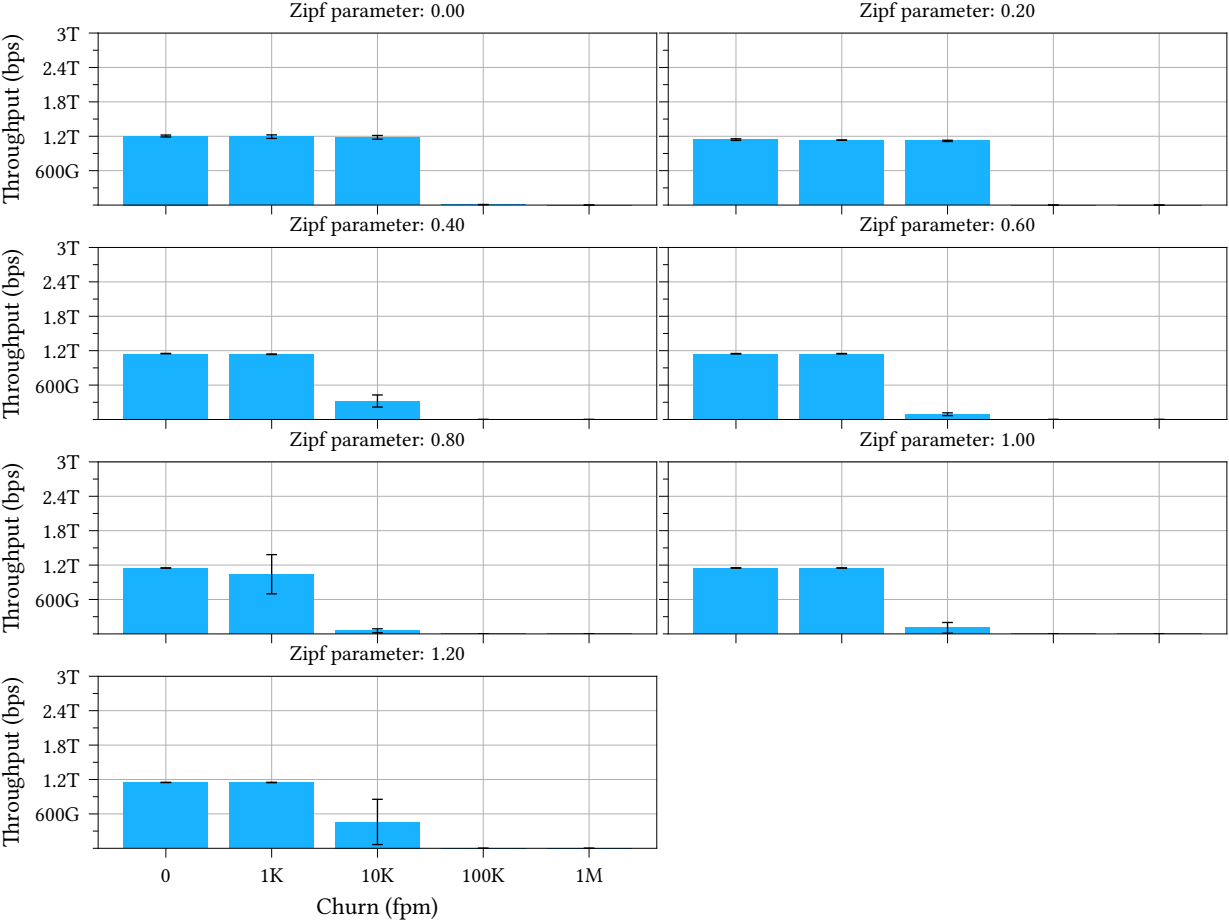 Zipf parameter: 0.00 Zipf parameter: 0.20
Throughput (bps)
3T
2.4T
1.8T
1.2T
600G
Zipf parameter: 0.40 Zipf parameter: 0.60
Throughput (bps)
3T
2.4T
1.8T
1.2T
600G
Zipf parameter: 0.80 Zipf parameter: 1.00
Throughput (bps)
3T
2.4T
1.8T
1.2T
600G
Zipf parameter: 1.20
Throughput (bps)
3T
2.4T
1.8T
1.2T
600G
0 1K 10K 100K 1M
Churn (fpm)